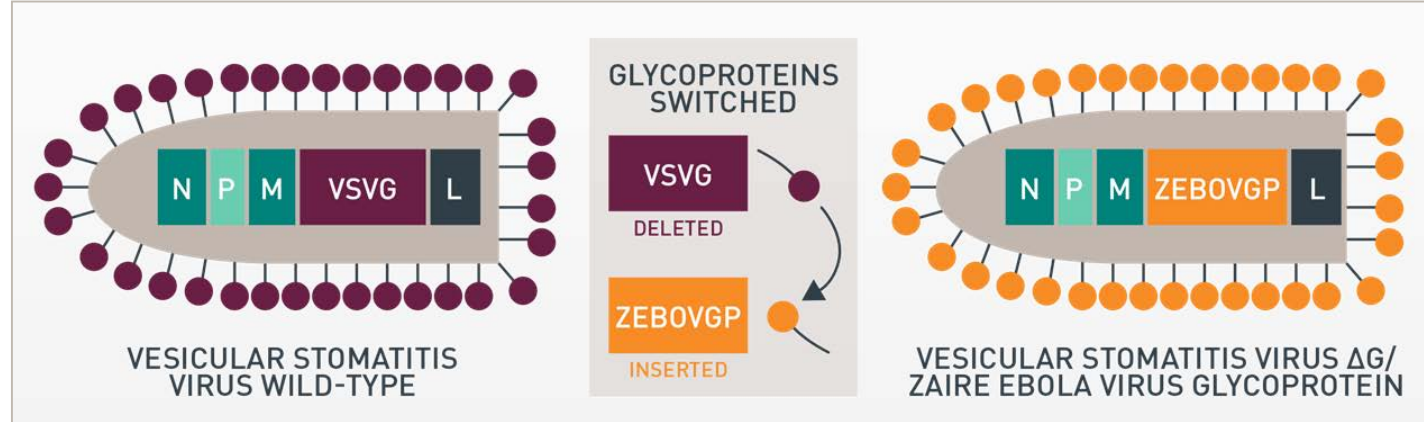 N P M VSVG L
VESICULAR STOMATITIS
VIRUS WILD-TYPE
GLYCOPROTEINS
SWITCHED
VSVG
DELETED
ZEBOVGP
INSERTED
N P M ZEBOVGP L
VESICULAR STOMATITIS VIRUS ΔG/
ZAIRE EBOLA VIRUS GLYCOPROTEIN